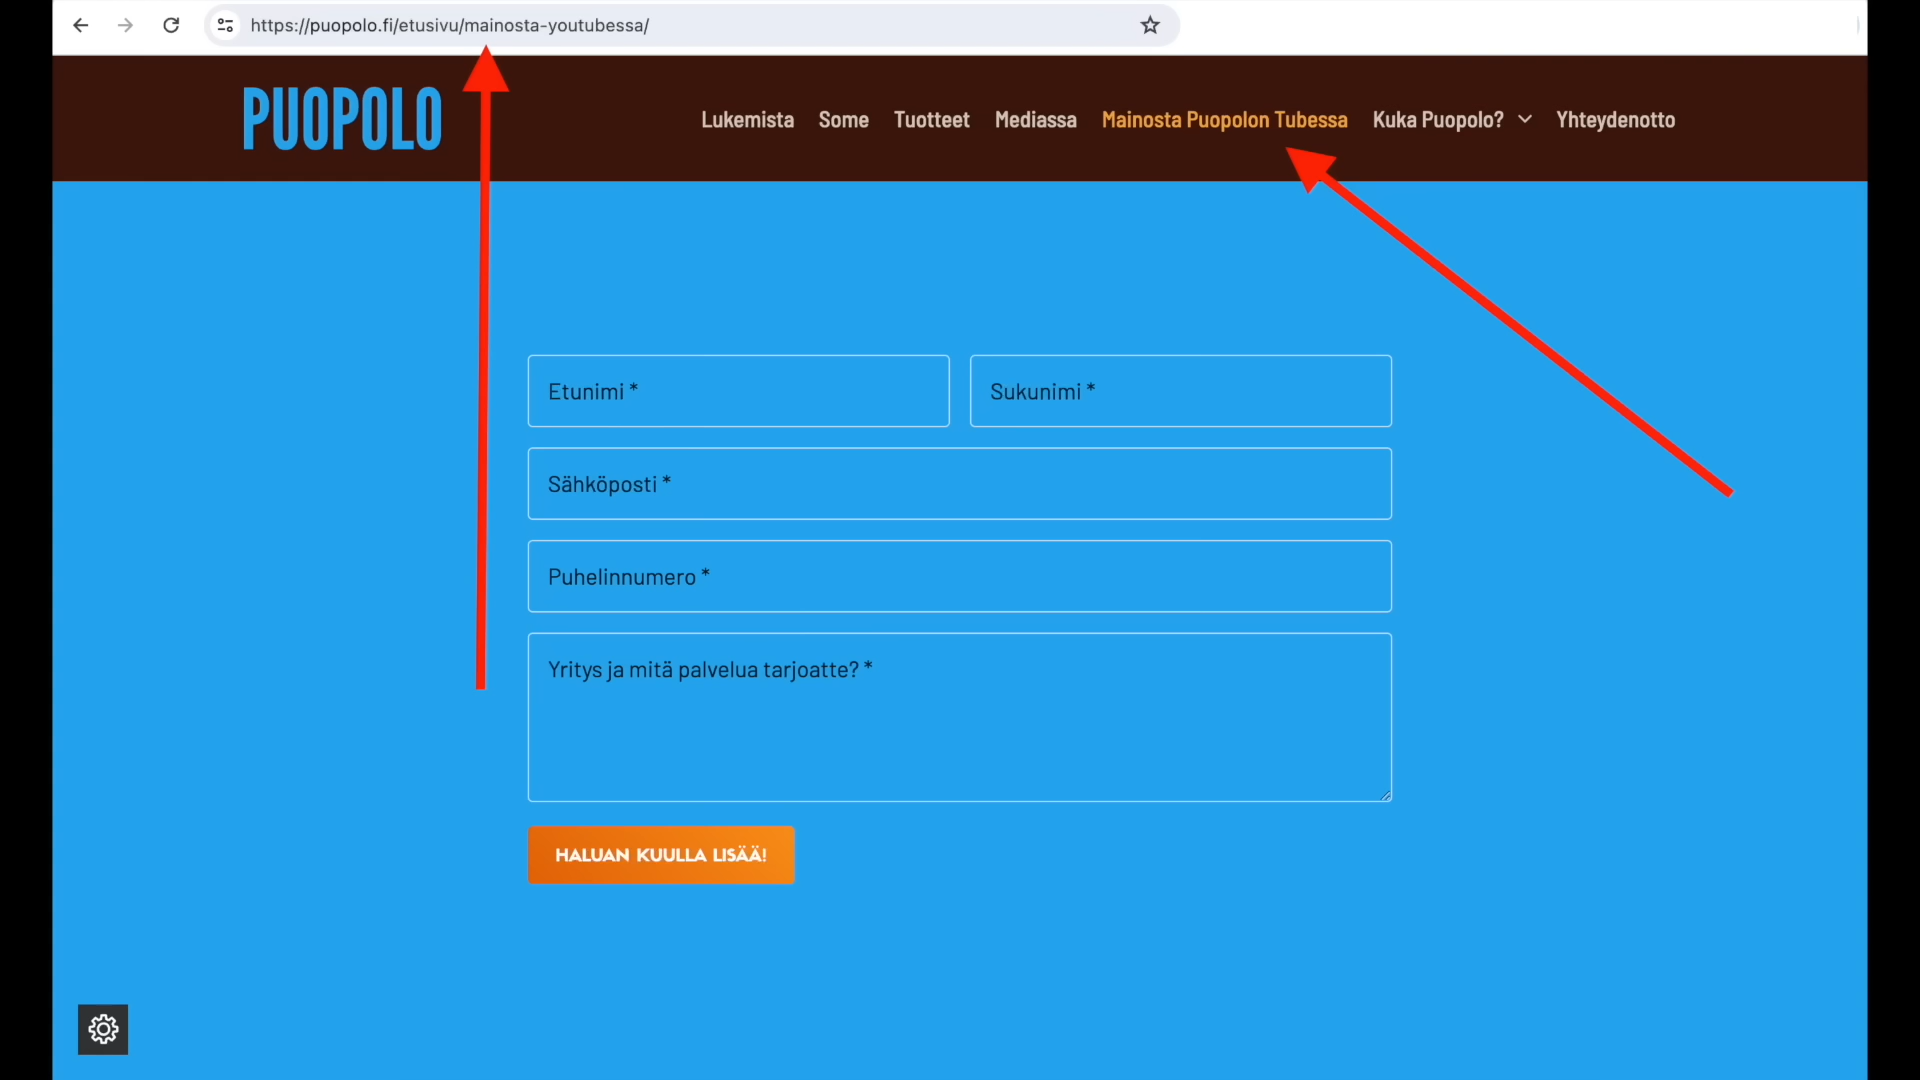 https://puopolo.fi/etusivu/mainosta-youtubessa/
PUOPOLO
Lukemista Some Tuotteet Mediassa Mainosta Puopolon Tubessa Kuka Puopolo? Yhteydenotto
Etunimi * Sukunimi *
Sähköposti *
Puhelinnumero *
Yritys ja mitä palvelua tarjoatte? *
HALUAN KUULLA LISÄÄ!